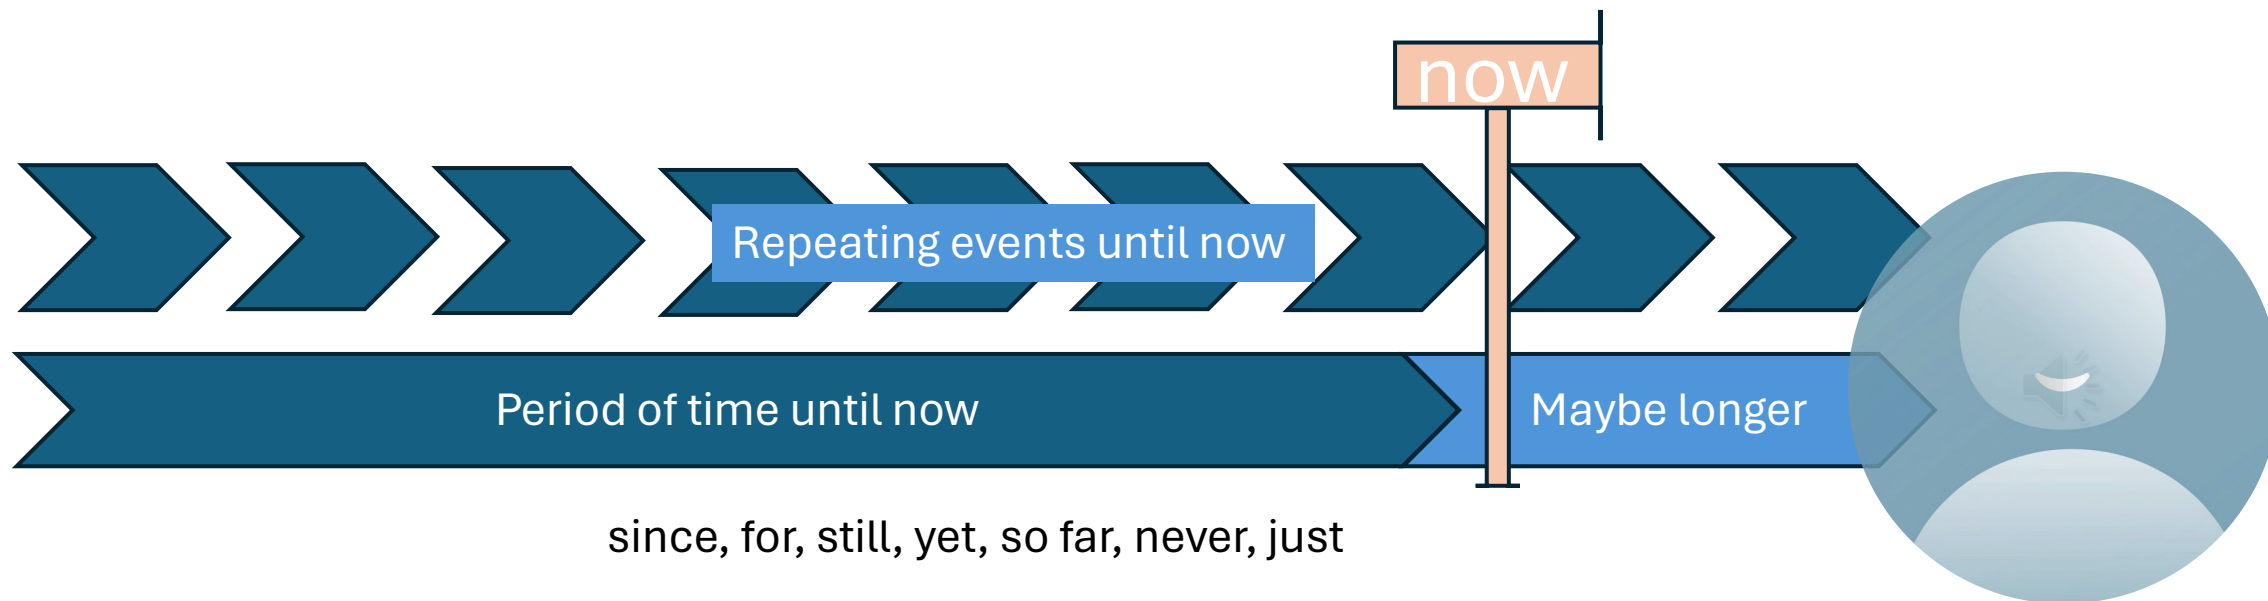 now
Repeating events until now
Period of time until now
Maybe longer
since, for, still, yet, so far, never, just